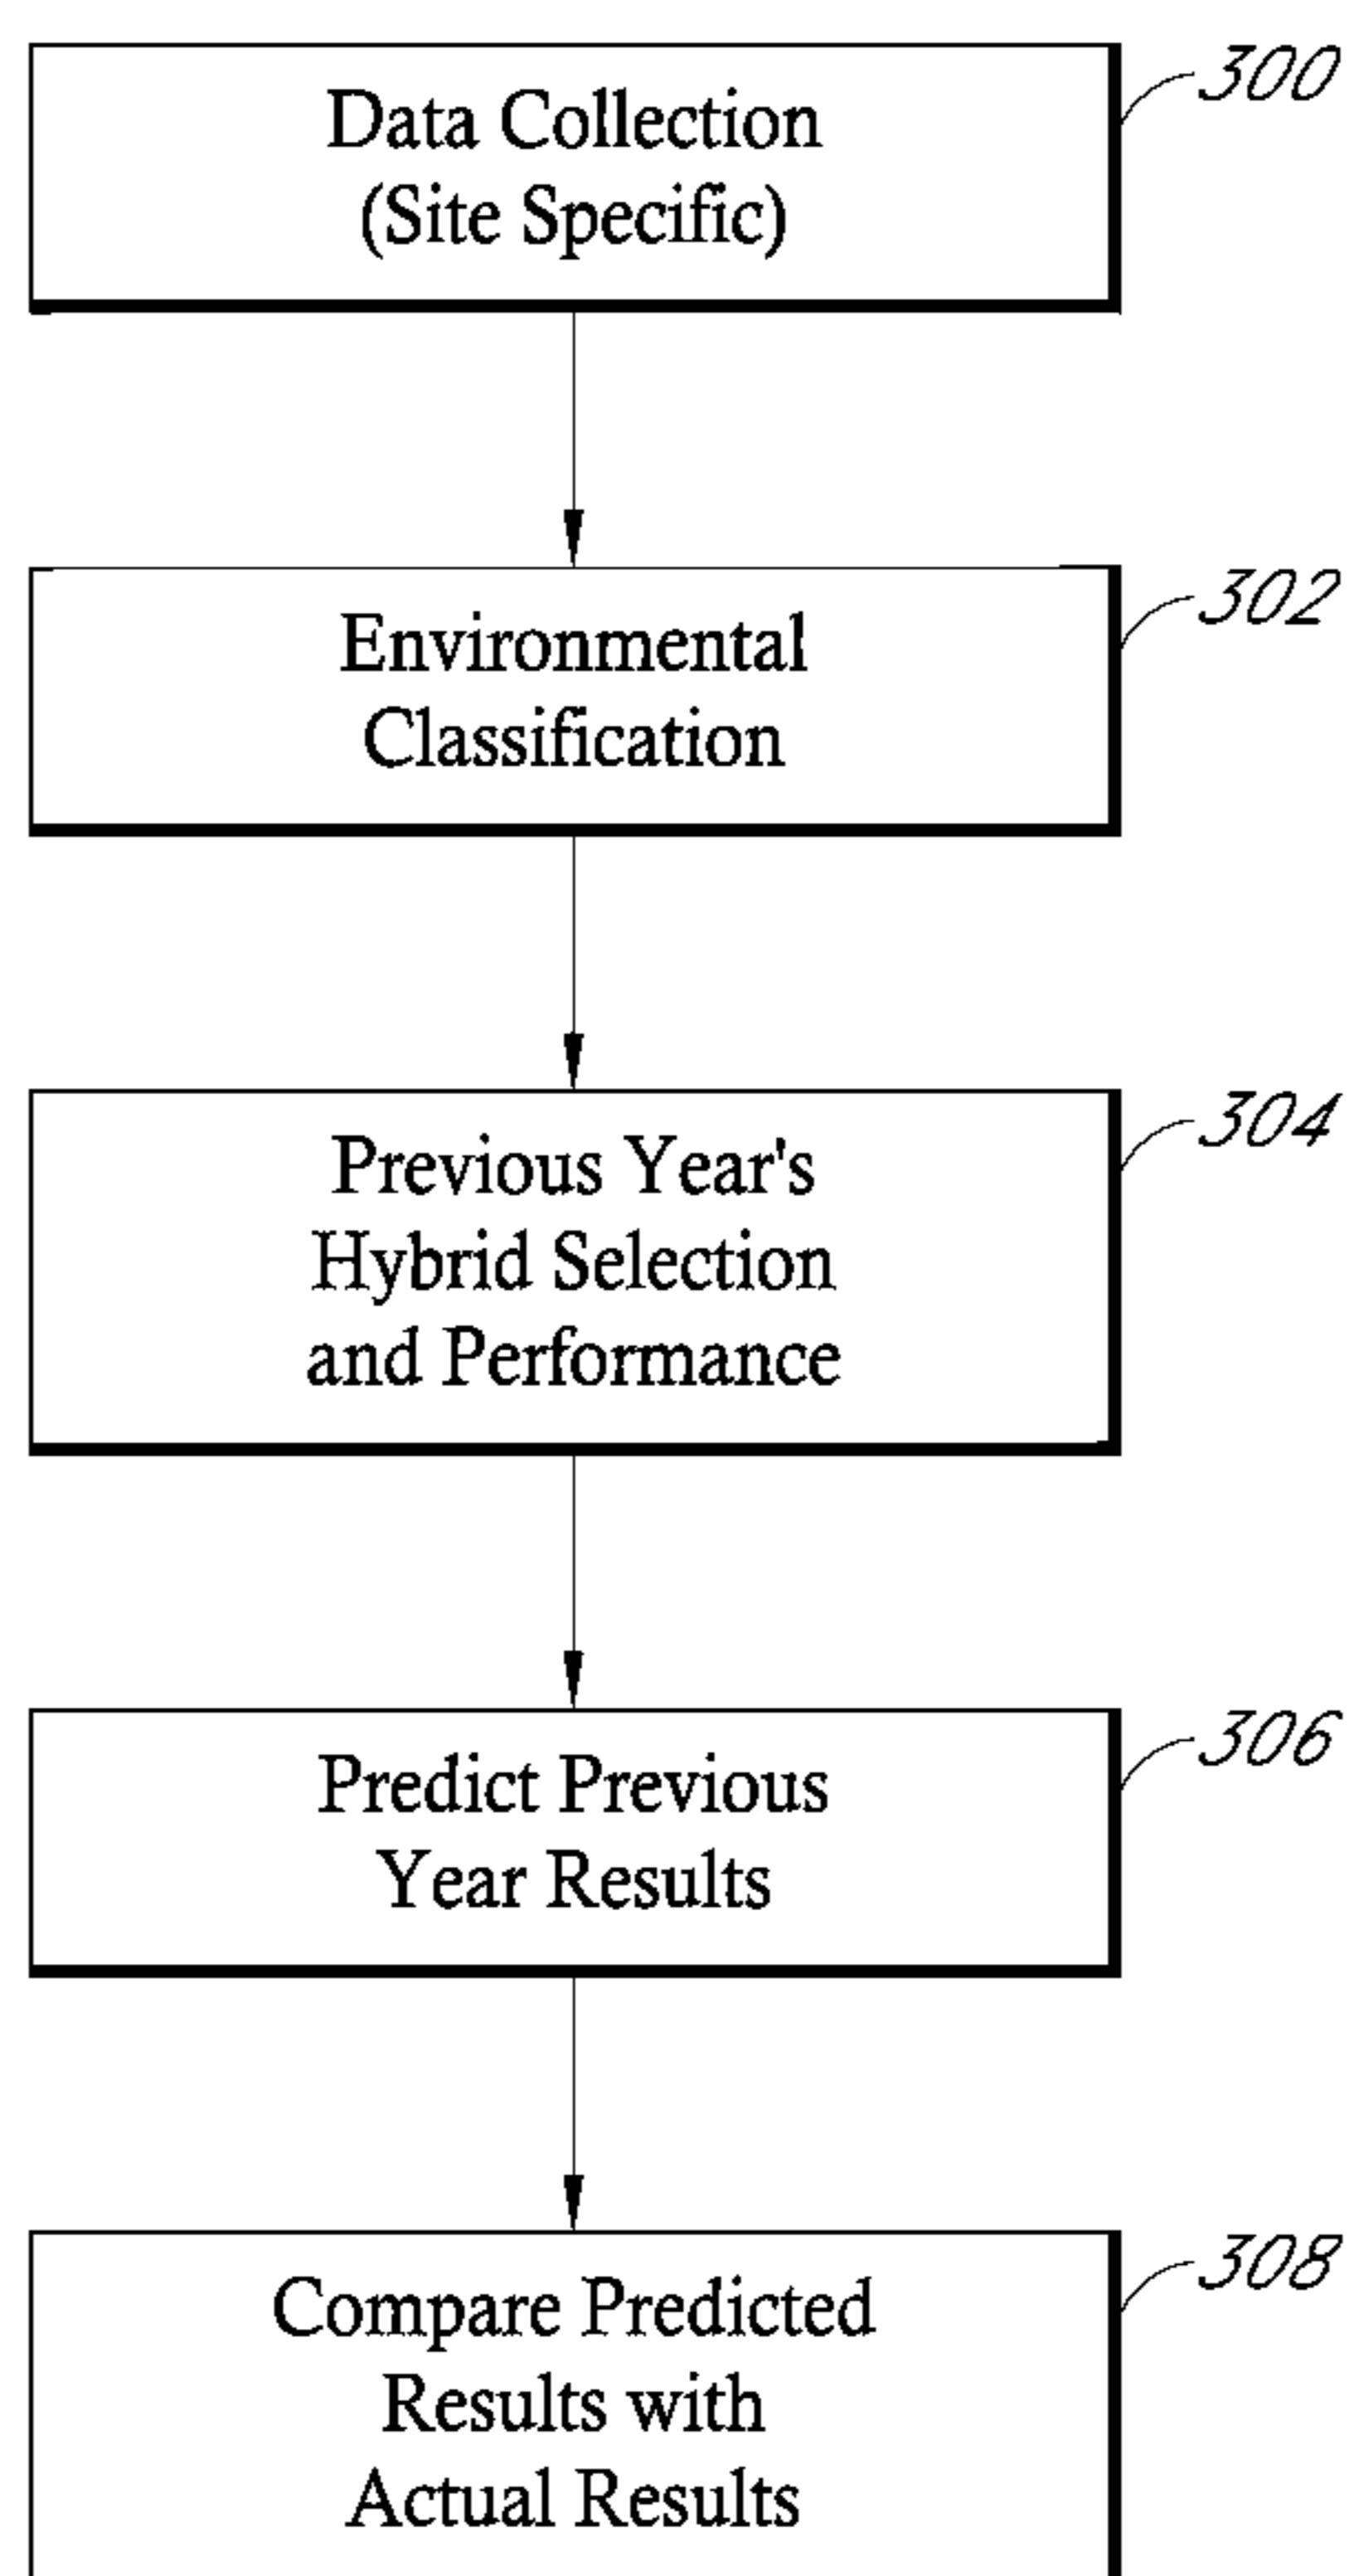 Data Collection
(Site Specific)
300
Environmental
Classification
302
Previous Year's
Hybrid Selection
and Performance
304
Predict Previous
Year Results
306
Compare Predicted
Results with
Actual Results
308